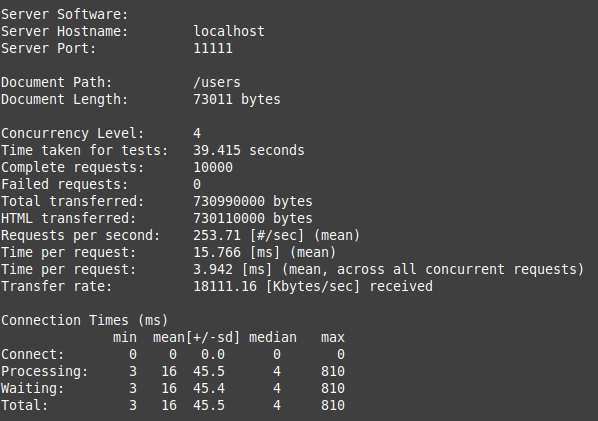 Server Software:
Server Hostname: localhost
Server Port: 11111
Document Path: /users
Document Length: 73011 bytes
Concurrency Level: 4
Time taken for tests: 39.415 seconds
Complete requests: 10000
Failed requests: 0
Total transferred: 730990000 bytes
HTML transferred: 730110000 bytes
Requests per second: 253.71 [#/sec] (mean)
Time per request: 15.766 [ms] (mean)
Time per request: 3.942 [ms] (mean, across all concurrent requests)
Transfer rate: 18111.16 [Kbytes/sec] received
Connection Times (ms)
min mean[+/-sd] median max
Connect: 0 0 0.0 0 0
Processing: 3 16 45.5 4 810
Waiting: 3 16 45.4 4 810
Total: 3 16 45.5 4 810